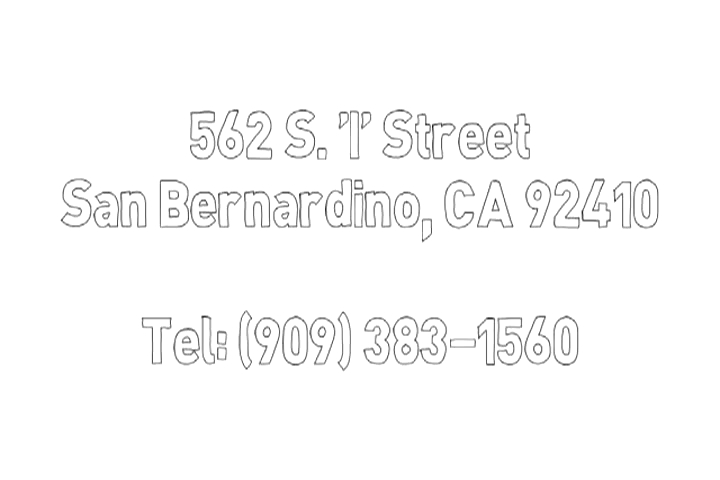 562 S. "I" Street
San Bernardino, CA 92410
Tel: (909) 383-1560